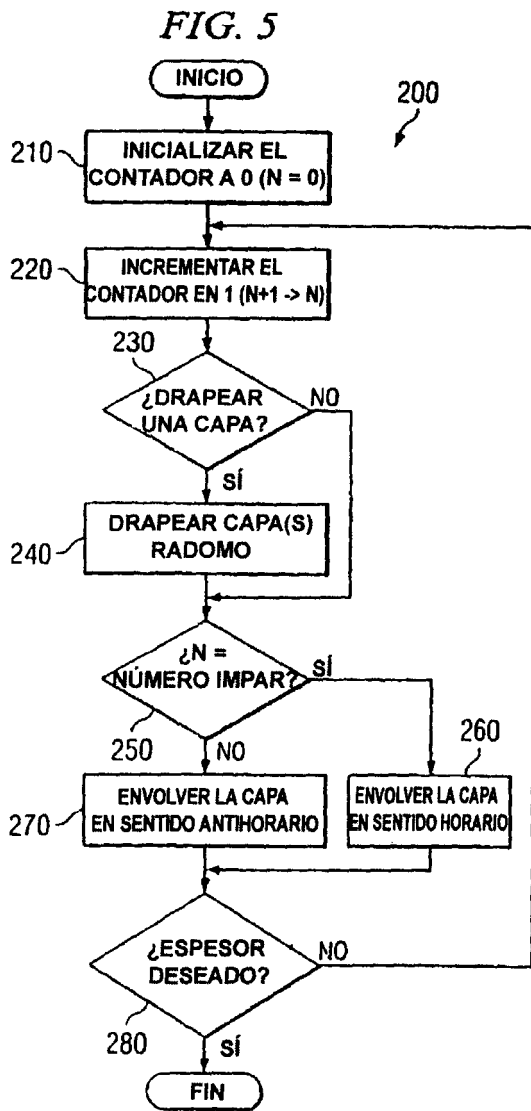 FIG. 5
INICIO
200
210
INICIALIZAR EL
CONTADOR A 0 (N = 0)
220
INCREMENTAR EL
CONTADOR EN 1 (N+1 -> N)
230
¿DRAPEAR
UNA CAPA?
NO
SÍ
240
DRAPEAR CAPA(S)
RADOMO
¿N =
NÚMERO IMPAR?
SÍ
250
NO
260
270
ENVOLVER LA CAPA
EN SENTIDO ANTIHORARIO
ENVOLVER LA CAPA
EN SENTIDO HORARIO
¿ESPESOR
DESEADO?
NO
280
SÍ
FIN